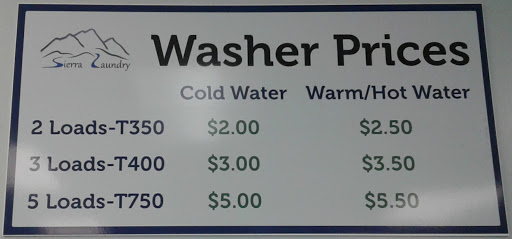 Sierra Laundry
Washer Prices
Cold Water Warm/Hot Water
2 Loads-T350 $2.00 $2.50
3 Loads-T400 $3.00 $3.50
5 Loads-T750 $5.00 $5.50